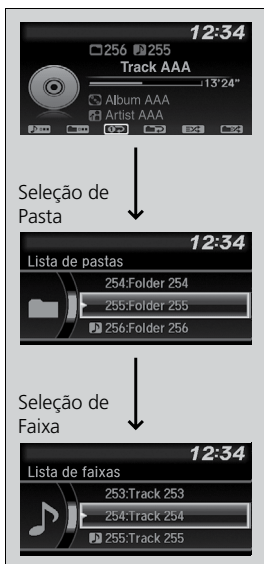 12:34
256 255
Track AAA
13'24"
Album AAA
Artist AAA
Seleção de
Pasta
12:34
Lista de pastas
254:Folder 254
255:Folder 255
256:Folder 256
Seleção de
Faixa
12:34
Lista de faixas
253:Track 253
254:Track 254
255:Track 255